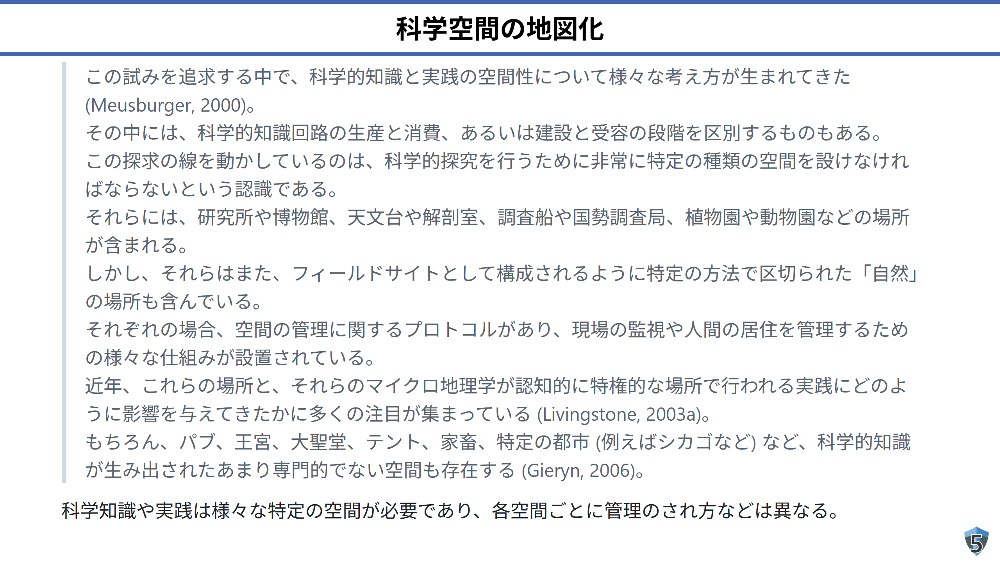 科学空間の地図化
この試みを追求する中で、科学的知識と実践の空間性について様々な考え方が生まれてきた
(Meusburger, 2000)。
その中には、科学的知識回路の生産と消費、あるいは建設と受容の段階を区別するものもある。
この探求の線を動かしているのは、科学的探究を行うために非常に特定の種類の空間を設けなけれ
ばならないという認識である。
それらには、研究所や博物館、天文台や解剖室、調査船や国勢調査局、植物園や動物園などの場所
が含まれる。
しかし、それらはまた、フィールドサイトとして構成されるように特定の方法で区切られた「自然」
の場所も含んでいる。
それぞれの場合、空間の管理に関するプロトコルがあり、現場の監視や人間の居住を管理するため
の様々な仕組みが設置されている。
近年、これらの場所と、それらのマイクロ地理学が認知的に特権的な場所で行われる実践にどのよ
うに影響を与えてきたかに多くの注目が集まっている (Livingstone, 2003a)。
もちろん、パブ、王宮、大聖堂、テント、家畜、特定の都市 (例えばシカゴなど) など、科学的知識
が生み出されたあまり専門的でない空間も存在する (Gieryn, 2006)。
科学知識や実践は様々な特定の空間が必要であり、各空間ごとに管理のされ方などは異なる。
5